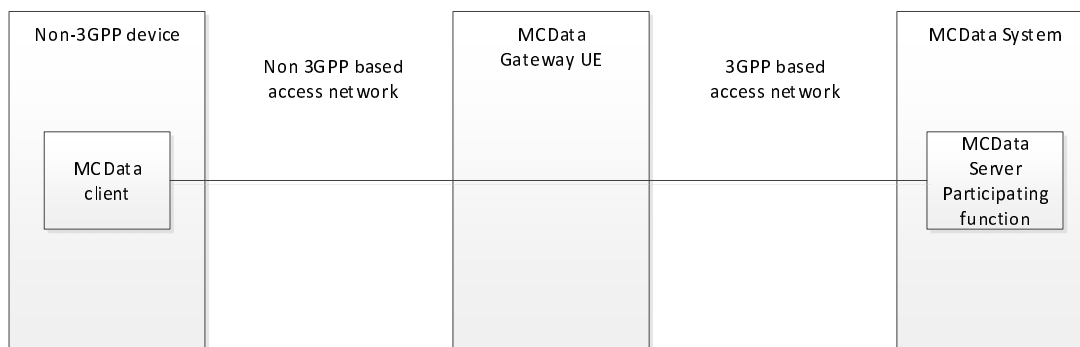 Non-3GPP device
Non 3GPP based
access network
MCData
Gateway UE
3GPP based
access network
MCData System
MCData
client
MCData
Server
Participating
function